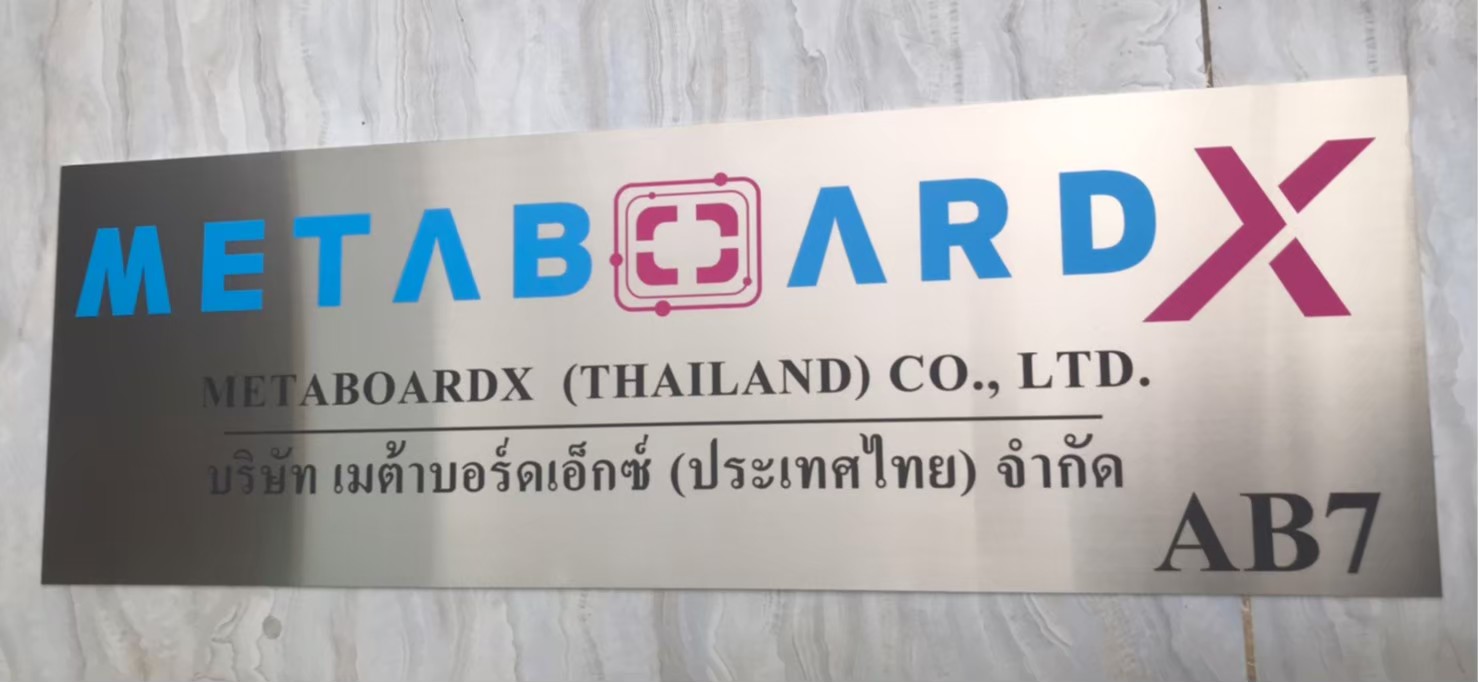 METABOARDX
METABOARDX (THAILAND) CO., LTD.
บริษัท เมต้าบอร์ดเอ็กซ์ (ประเทศไทย) จำกัด
AB7